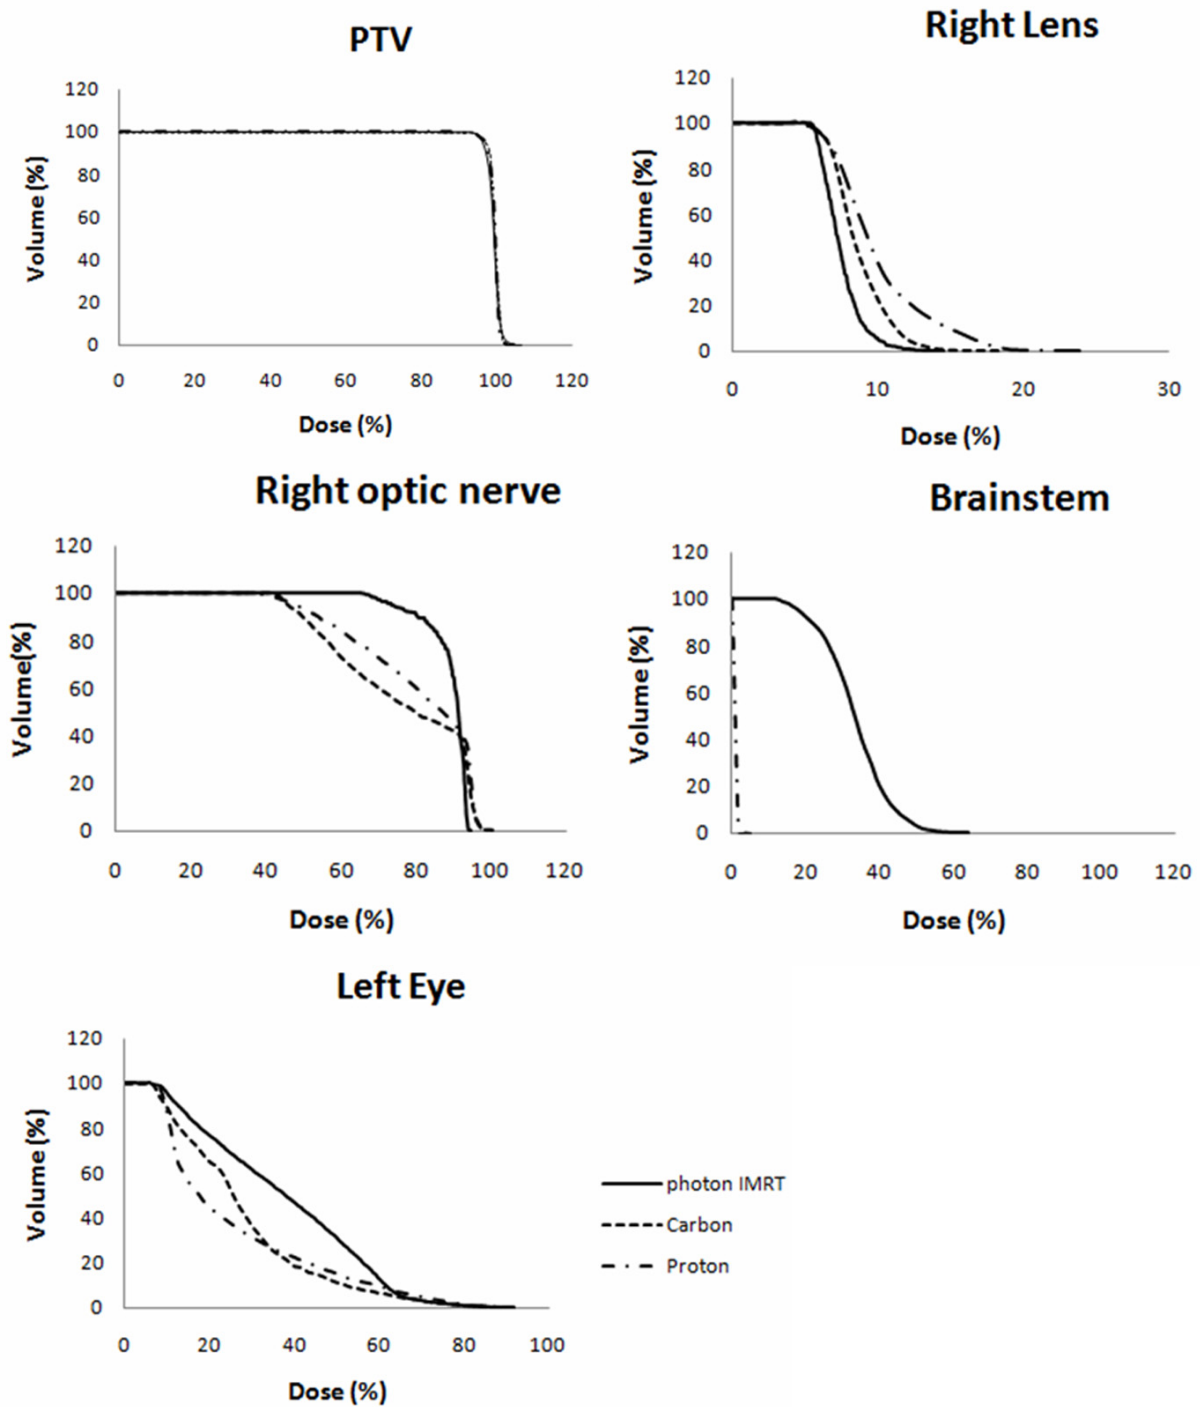 PTV
120
100
80
60
40
20
0
Volume (%)
0 20 40 60 80 100 120
Dose (%)
Right Lens
120
100
80
60
40
20
0
Volume (%)
0 10 20 30
Dose (%)
Right optic nerve
120
100
80
60
40
20
0
Volume(%)
0 20 40 60 80 100 120
Dose (%)
Brainstem
120
100
80
60
40
20
0
Volume (%)
0 20 40 60 80 100 120
Dose (%)
Left Eye
120
100
80
60
40
20
0
Volume (%)
0 20 40 60 80 100
Dose (%)
photon IMRT
Carbon
Proton